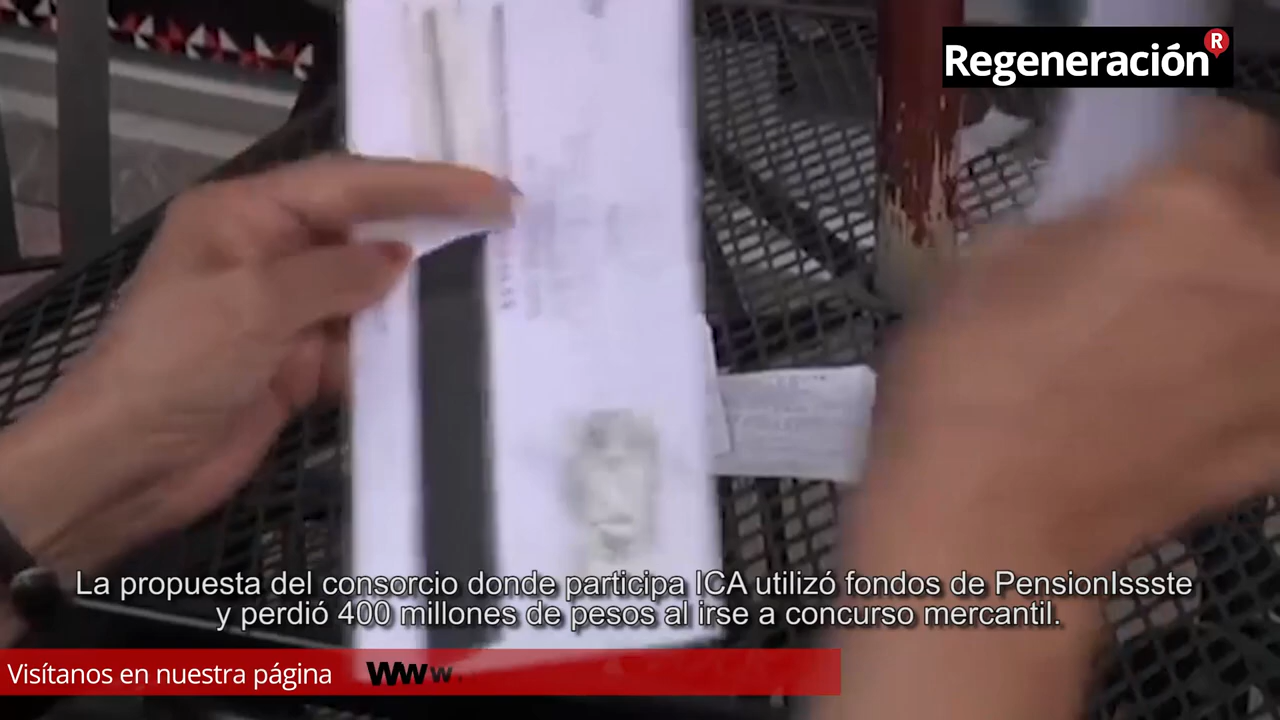 Regeneración R
La propuesta del consorcio donde participa ICA utilizó fondos de PensionIssste
y perdió 400 millones de pesos al irse a concurso mercantil.
Visítanos en nuestra página www.